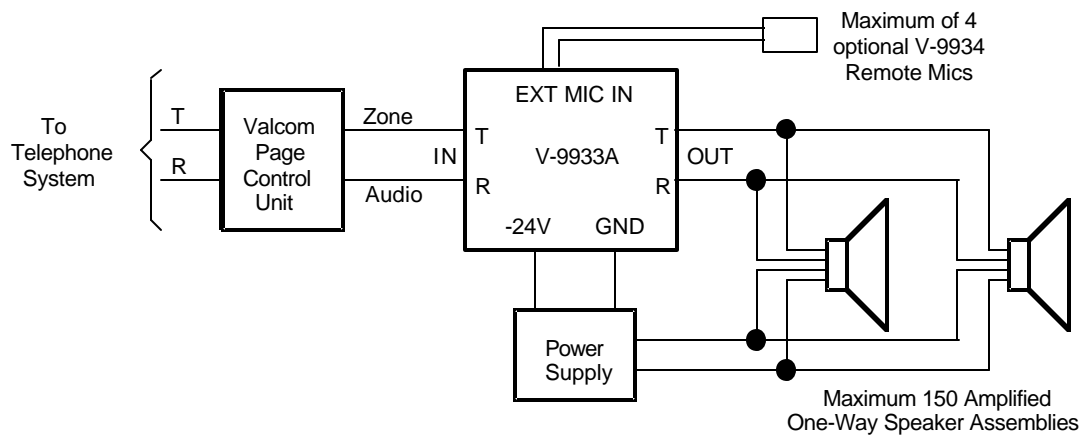 Maximum of 4
optional V-9934
Remote Mics
To
Telephone
System
T
R
Valcom
Page
Control
Unit
Zone
Audio
EXT MIC IN
IN
T
R
V-9933A
T
R
OUT
-24V
GND
Power
Supply
Maximum 150 Amplified
One-Way Speaker Assemblies